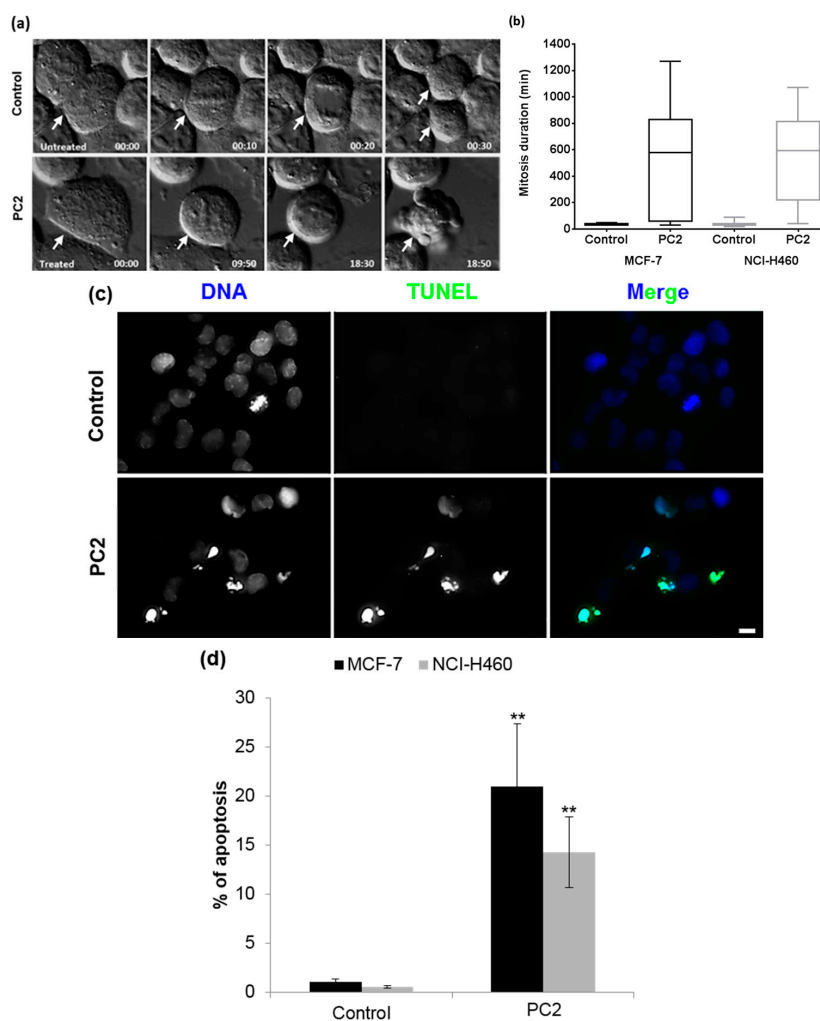 (a)
Control
Untreated
00:00
00:10
00:20
00:30
PC2
Treated
00:00
09:50
18:30
18:50
(b)
Mitosis duration (min)
1400
1200
1000
800
600
400
200
0
Control
PC2
Control
PC2
MCF-7
NCI-H460
(c)
DNA
TUNEL
Merge
Control
PC2
(d)
MCF-7
NCI-H460
% of apoptosis
30
25
20
15
10
5
0
**
**
Control
PC2